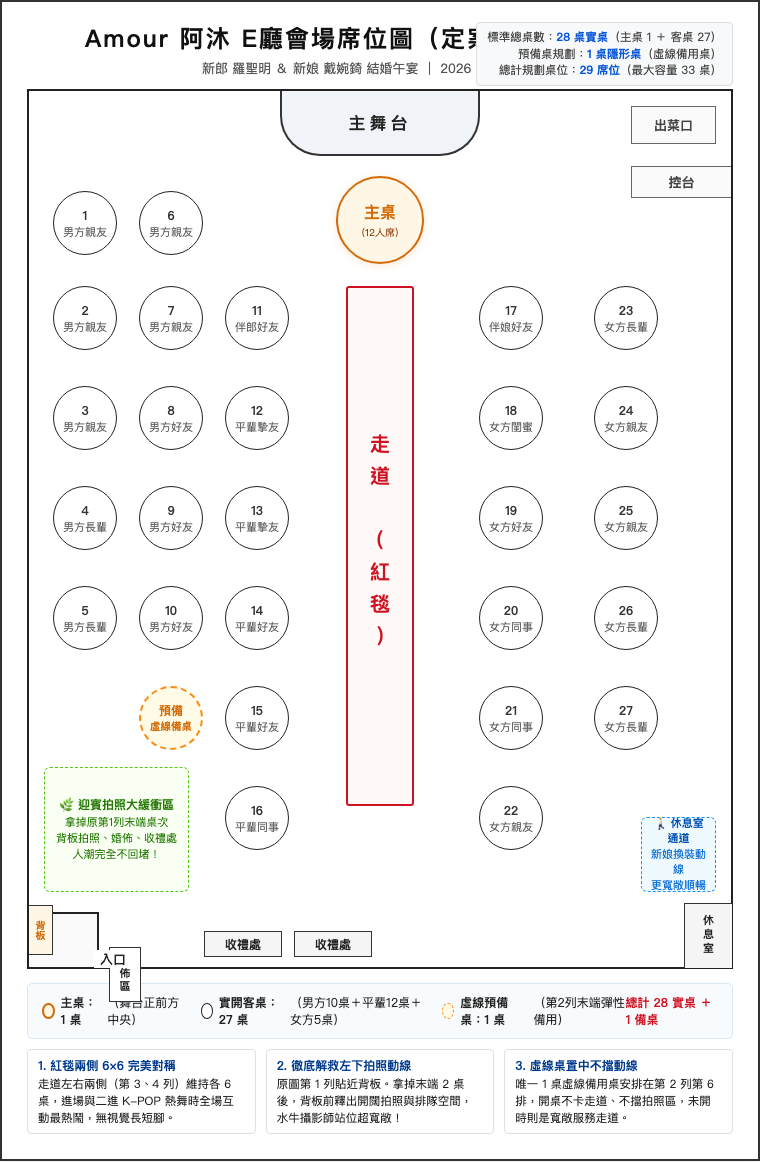 Amour 阿沐 E廳會場席位圖（定
標準總桌數：28 桌實桌（主桌 1 ＋ 客桌 27）
預備桌規劃：1 桌隱形桌（虛線備用桌）
總計規劃桌位：29 席位（最大容量 33 桌）
新郎 羅聖明 ＆ 新娘 戴婉錡 結婚午宴 ｜ 2026
主舞台
出菜口
控台
主桌
(12人席)
1
男方親友
6
男方親友
2
男方親友
7
男方親友
11
伴郎好友
17
伴娘好友
23
女方長輩
3
男方親友
8
男方親友
12
平輩摯友
18
女方閨蜜
24
女方親友
4
男方長輩
9
男方好友
13
平輩摯友
19
女方好友
25
女方親友
5
男方長輩
10
男方好友
14
平輩好友
20
女方同事
26
女方長輩
走道（紅毯）
預備
虛線備桌
15
平輩好友
21
女方同事
27
女方長輩
16
平輩同事
22
女方親友
🌿 迎賓拍照大緩衝區
拿掉原第1列末端桌次
背板拍照、婚佈、收禮處
人潮完全不回堵！
休息室
通道
新娘換裝動
線
更寬敞順暢
背板
入口
佈區
收禮處
收禮處
休息室
主桌：
1 桌
（舞台正前方
中央）
實開客桌：
27 桌
（男方10桌＋平輩12桌＋
女方5桌）
虛線預備
桌：1 桌
（第2列末端彈性
備用）
總計 28 實桌 ＋
1 備桌
1. 紅毯兩側 6x6 完美對稱
走道左右兩側（第 3、4 列）維持各 6
桌，進場與二進 K-POP 熱舞時全場互
動最熱鬧，無視覺長短腳。
2. 徹底解救左下拍照動線
原圖第 1 列貼近背板。拿掉末端 2 桌
後，背板前釋出開闊拍照與排隊空間，
水牛攝影師站位超寬敞！
3. 虛線桌置中不擋動線
唯一 1 桌虛線備用桌安排在第 2 列第 6
排，開桌不卡走道、不擋拍照區，未開
時則是寬敞服務走道。